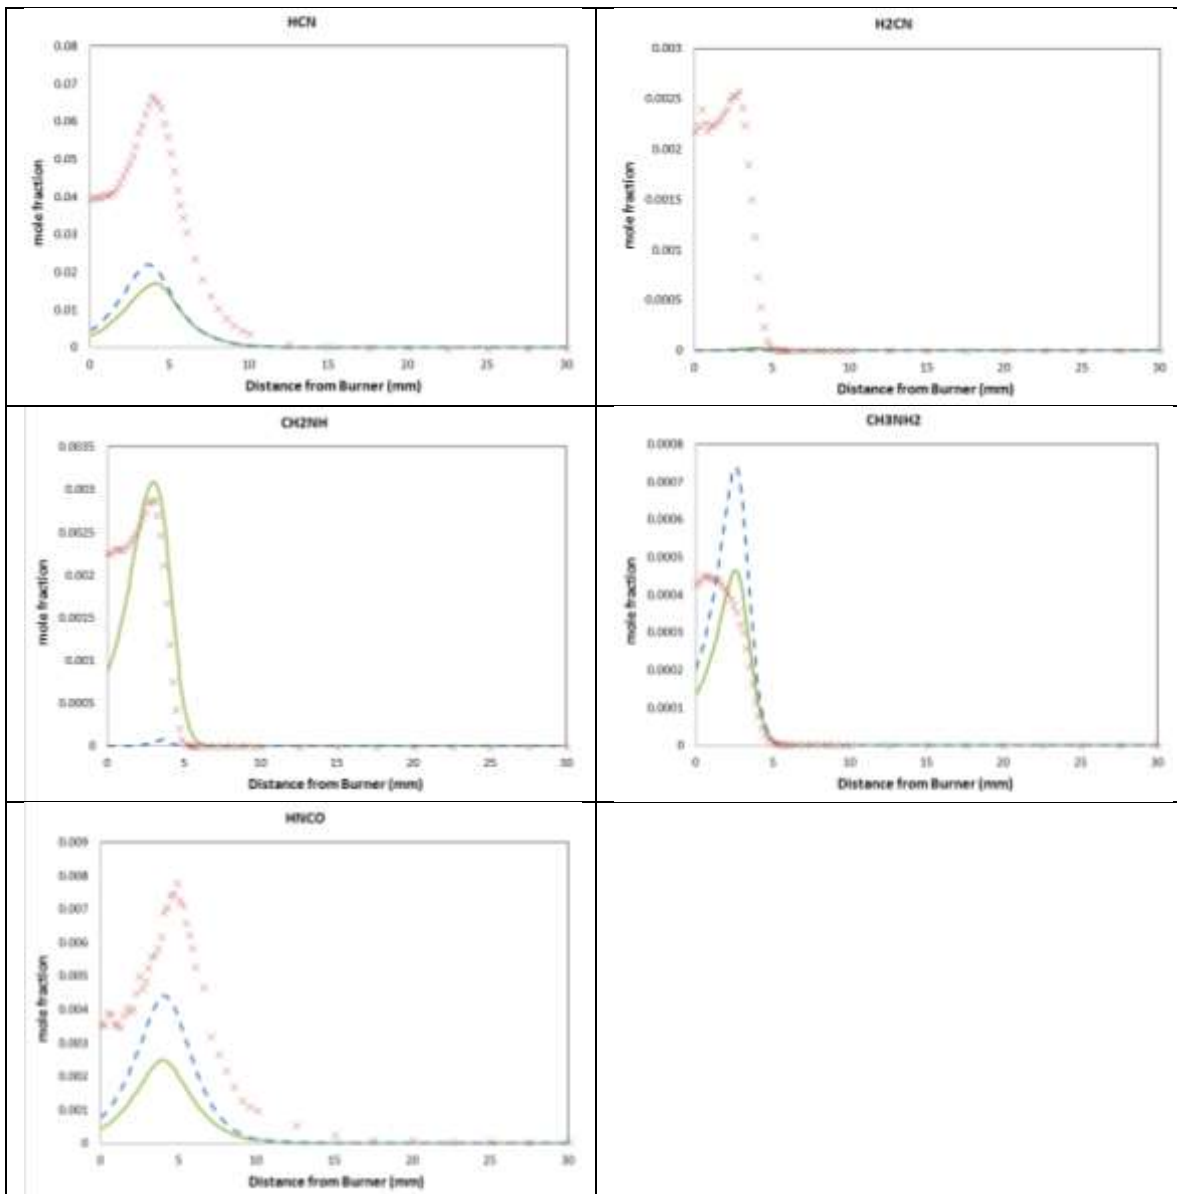 HCN
0.08
0.07
0.06
0.05
0.04
0.03
0.02
0.01
0
mole fraction
0 5 10 15 20 25 30
Distance from Burner (mm)
H2CN
0.003
0.0025
0.002
0.0015
0.001
0.0005
0
mole fraction
0 5 10 15 20 25 30
Distance from Burner (mm)
CH2NH
0.0035
0.003
0.0025
0.002
0.0015
0.001
0.0005
0
mole fraction
0 5 10 15 20 25 30
Distance from Burner (mm)
CH3NH2
0.0008
0.0007
0.0006
0.0005
0.0004
0.0003
0.0002
0.0001
0
mole fraction
0 5 10 15 20 25 30
Distance from Burner (mm)
HNCO
0.009
0.008
0.007
0.006
0.005
0.004
0.003
0.002
0.001
0
mole fraction
0 5 10 15 20 25 30
Distance from Burner (mm)